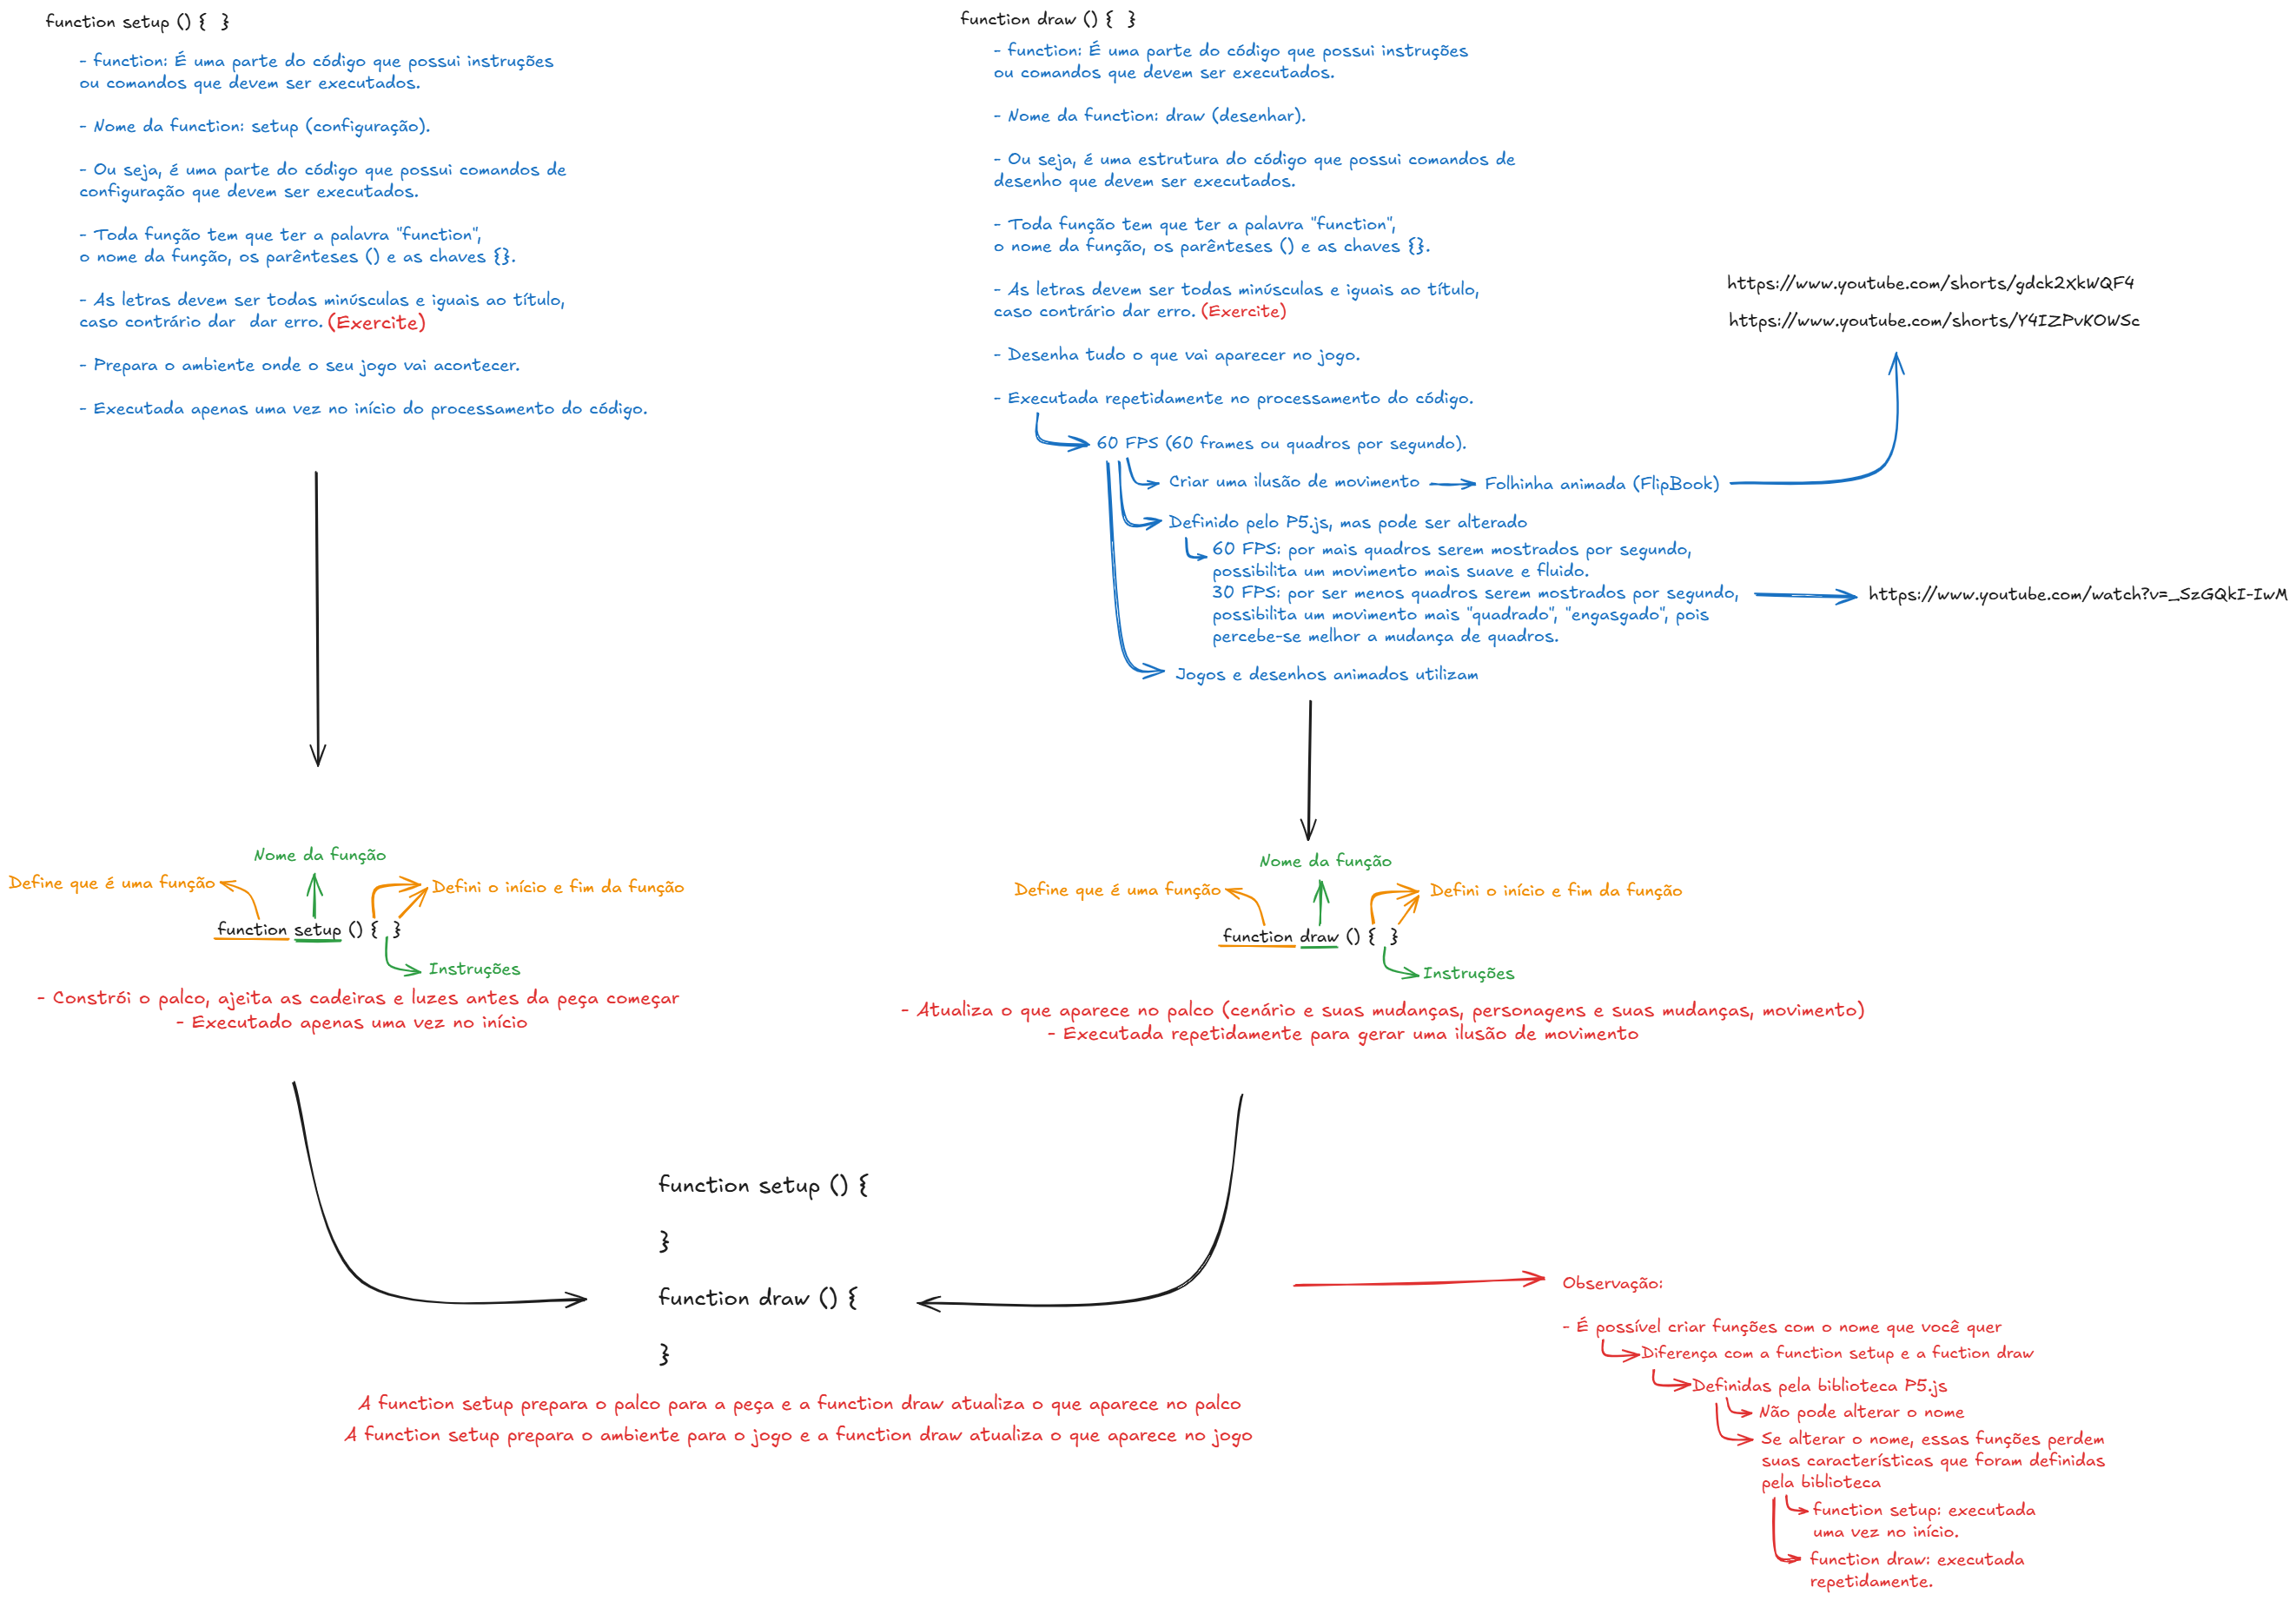 function setup () {  }
- function: É uma parte do código que possui instruções
ou comandos que devem ser executados.
- Nome da function: setup (configuração).
- Ou seja, é uma parte do código que possui comandos de
configuração que devem ser executados.
- Toda função tem que ter a palavra "function",
o nome da função, os parênteses () e as chaves {}.
- As letras devem ser todas minúsculas e iguais ao título,
caso contrário dar  dar erro. (Exercite)
- Prepara o ambiente onde o seu jogo vai acontecer.
- Executada apenas uma vez no início do processamento do código.
function draw () {  }
- function: É uma parte do código que possui instruções
ou comandos que devem ser executados.
- Nome da function: draw (desenhar).
- Ou seja, é uma estrutura do código que possui comandos de
desenho que devem ser executados.
- Toda função tem que ter a palavra "function",
o nome da função, os parênteses () e as chaves {}.
- As letras devem ser todas minúsculas e iguais ao título,
caso contrário dar erro. (Exercite)
- Desenha tudo o que vai aparecer no jogo.
- Executada repetidamente no processamento do código.
60 FPS (60 frames ou quadros por segundo).
Criar uma ilusão de movimento
Folhinha animada (FlipBook)
https://www.youtube.com/shorts/gdck2XkWQF4
https://www.youtube.com/shorts/Y4IZPvKOWSc
Definido pelo P5.js, mas pode ser alterado
60 FPS: por mais quadros serem mostrados por segundo,
possibilita um movimento mais suave e fluido.
30 FPS: por ser menos quadros serem mostrados por segundo,
possibilita um movimento mais "quadrado", "engasgado", pois
percebe-se melhor a mudança de quadros.
https://www.youtube.com/watch?v=_SzGQkI-IwM
Jogos e desenhos animados utilizam
Nome da função
Define que é uma função
Defini o início e fim da função
function setup () {  }
Instruções
- Constrói o palco, ajeita as cadeiras e luzes antes da peça começar
- Executado apenas uma vez no início
Nome da função
Define que é uma função
Defini o início e fim da função
function draw () {  }
Instruções
- Atualiza o que aparece no palco (cenário e suas mudanças, personagens e suas mudanças, movimento)
- Executada repetidamente para gerar uma ilusão de movimento
function setup () {
}
function draw () {
}
A function setup prepara o palco para a peça e a function draw atualiza o que aparece no palco
A function setup prepara o ambiente para o jogo e a function draw atualiza o que aparece no jogo
Observação:
- É possível criar funções com o nome que você quer
Diferença com a function setup e a fuction draw
Definidas pela biblioteca P5.js
Não pode alterar o nome
Se alterar o nome, essas funções perdem
suas características que foram definidas
pela biblioteca
function setup: executada
uma vez no início.
function draw: executada
repetidamente.